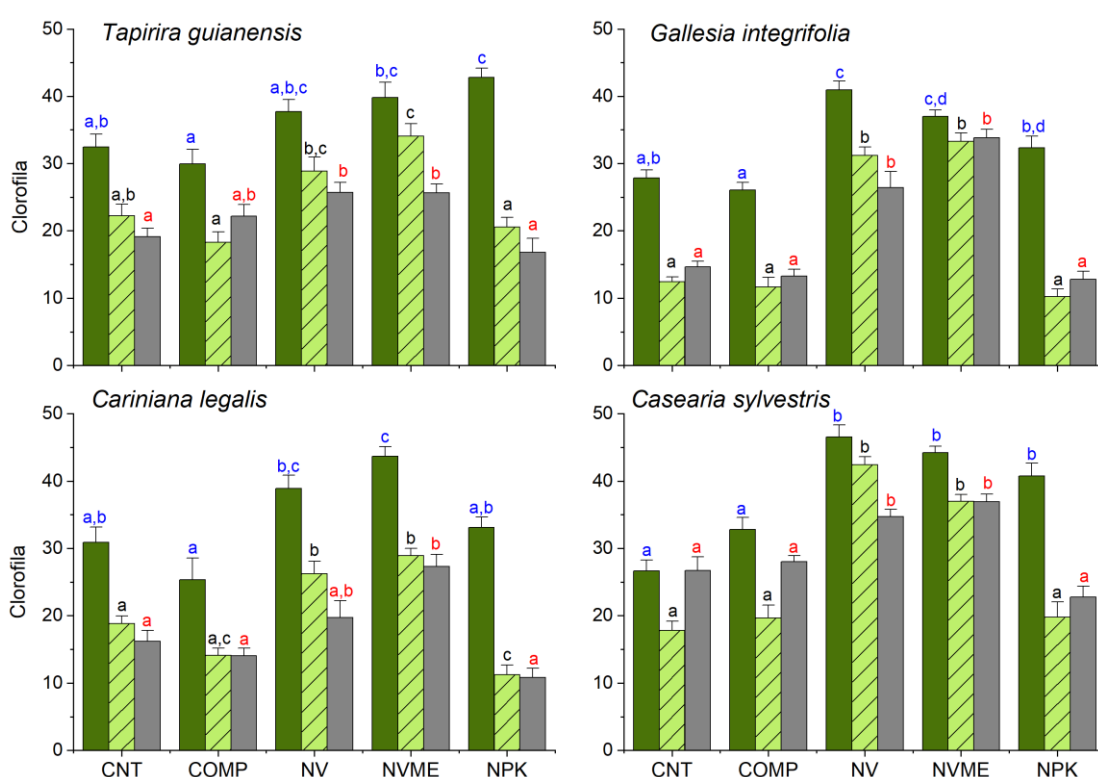 Tapirira guianensis
Clorofila
50
40
30
20
10
0
a,b
a,b
a
a
a
a,b
a,b,c
b,c
b
b,c
c
b
c
a
a
Gallesia integrifolia
50
40
30
20
10
0
a,b
a
a
a
a
a
c
b
b
c,d
b
b
b,d
a
a
Cariniana legalis
Clorofila
50
40
30
20
10
0
a,b
a
a
a
a,c
a
b,c
b
a,b
c
b
b
a,b
c
a
CNT COMP NV NVME NPK
Casearia sylvestris
50
40
30
20
10
0
a
a
a
a
a
a
b
b
b
b
b
b
b
a
a
CNT COMP NV NVME NPK